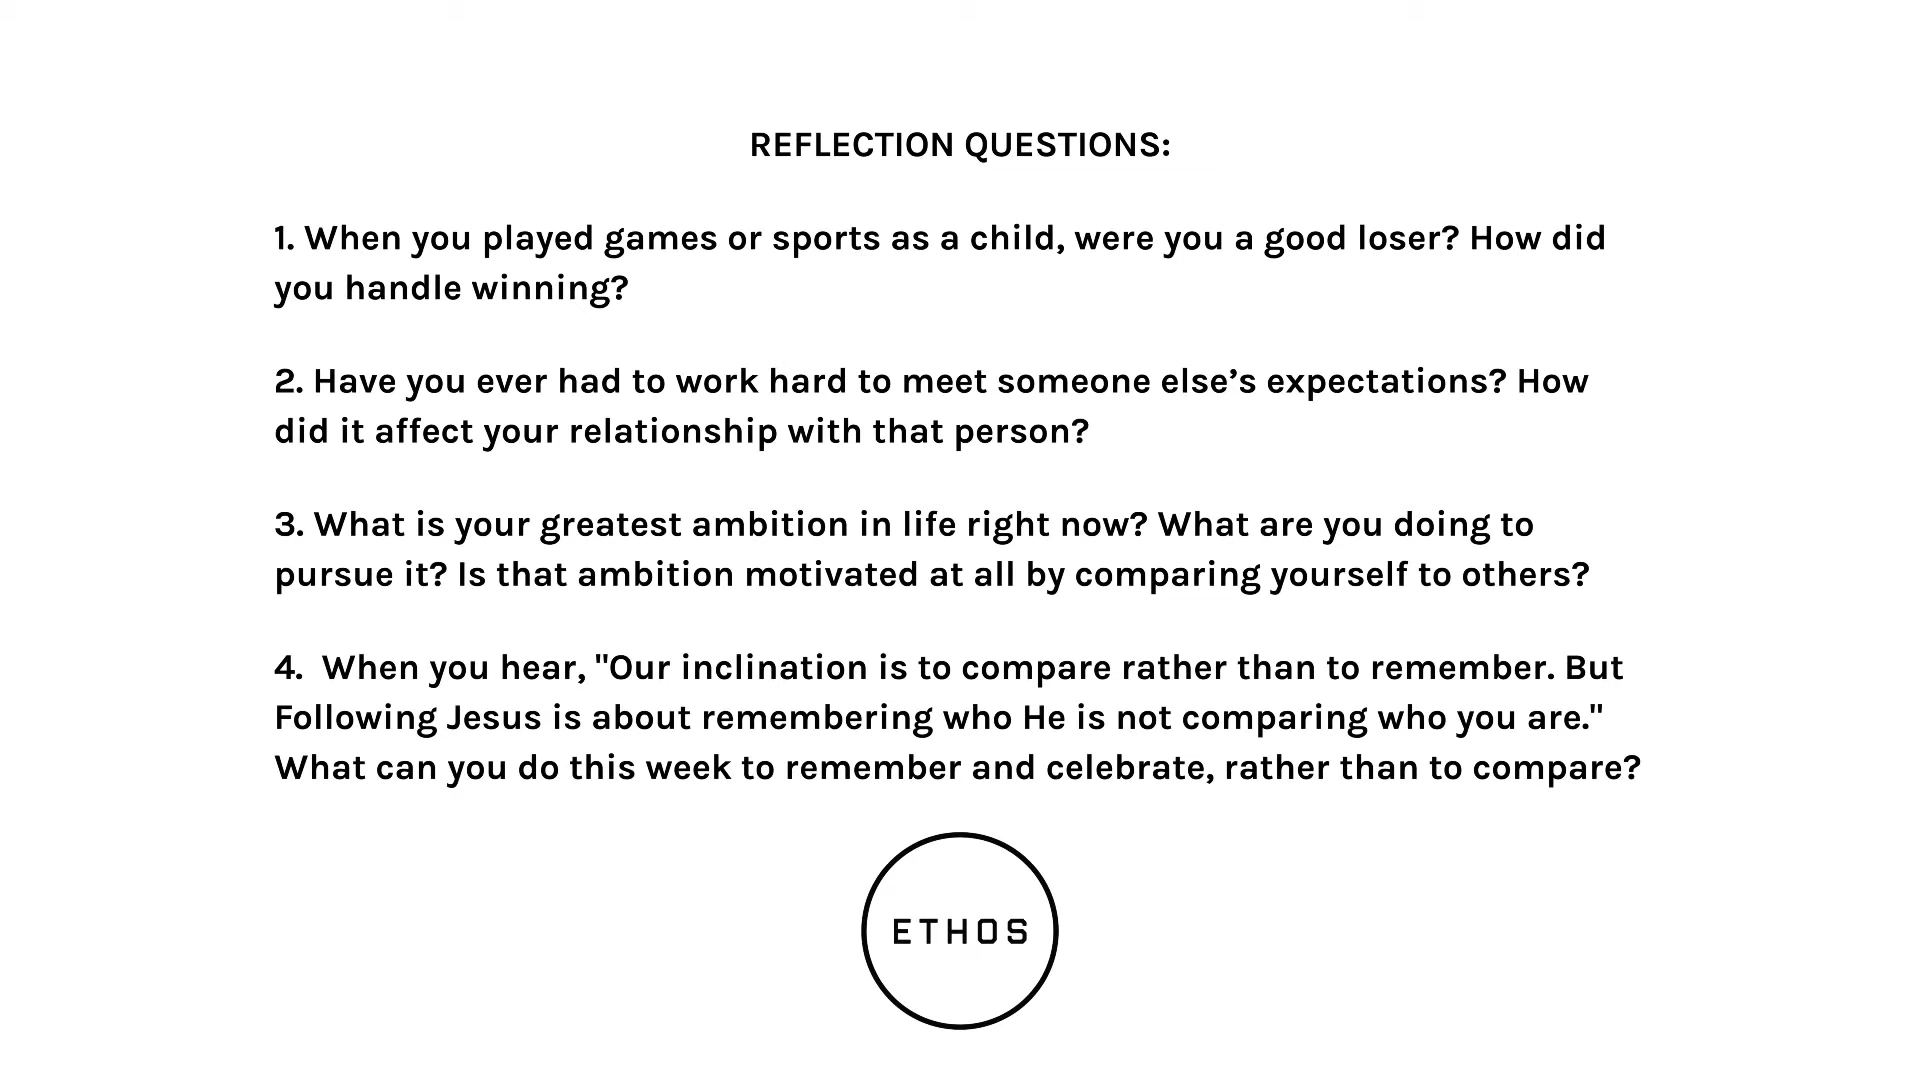 REFLECTION QUESTIONS:
1. When you played games or sports as a child, were you a good loser? How did
you handle winning?
2. Have you ever had to work hard to meet someone else’s expectations? How
did it affect your relationship with that person?
3. What is your greatest ambition in life right now? What are you doing to
pursue it? Is that ambition motivated at all by comparing yourself to others?
4.  When you hear, "Our inclination is to compare rather than to remember. But
Following Jesus is about remembering who He is not comparing who you are."
What can you do this week to remember and celebrate, rather than to compare?
ETHOS